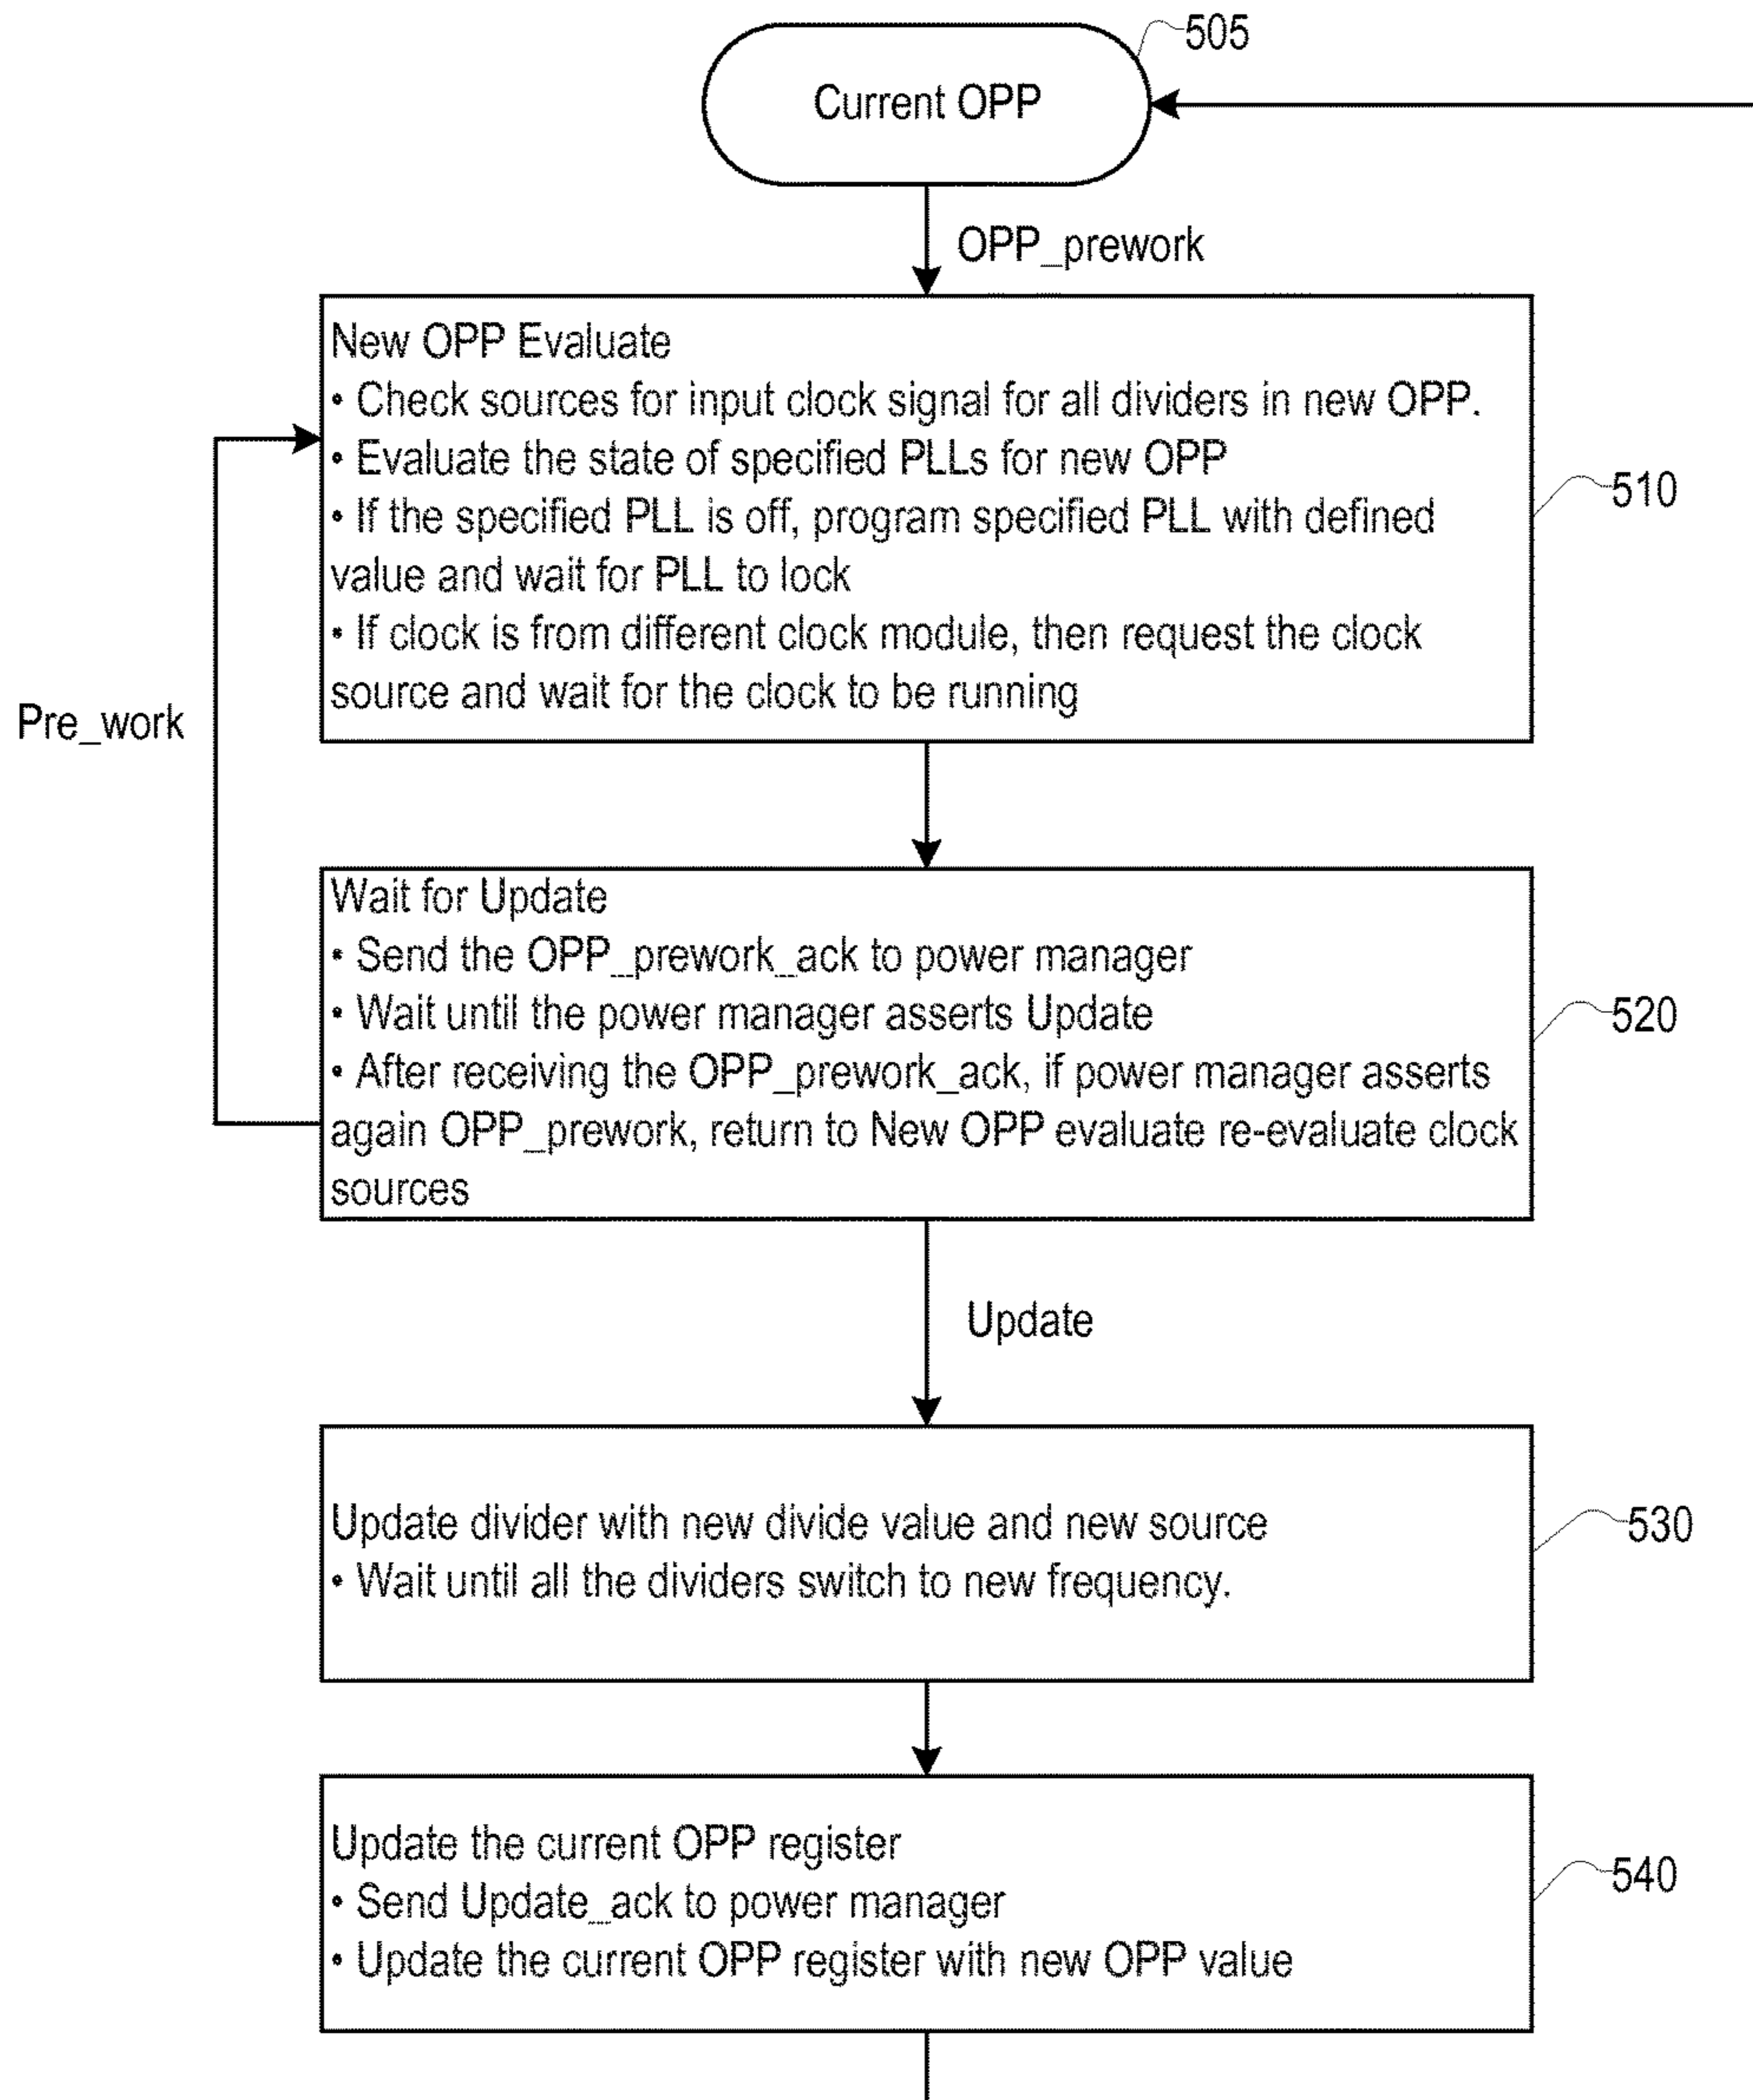 505
Current OPP
OPP_prework
New OPP Evaluate
• Check sources for input clock signal for all dividers in new OPP.
• Evaluate the state of specified PLLs for new OPP
• If the specified PLL is off, program specified PLL with defined
value and wait for PLL to lock
• If clock is from different clock module, then request the clock
source and wait for the clock to be running
510
Pre_work
Wait for Update
• Send the OPP_prework_ack to power manager
• Wait until the power manager asserts Update
• After receiving the OPP_prework_ack, if power manager asserts
again OPP_prework, return to New OPP evaluate re-evaluate clock
sources
520
Update
Update divider with new divide value and new source
• Wait until all the dividers switch to new frequency.
530
Update the current OPP register
• Send Update_ack to power manager
• Update the current OPP register with new OPP value
540